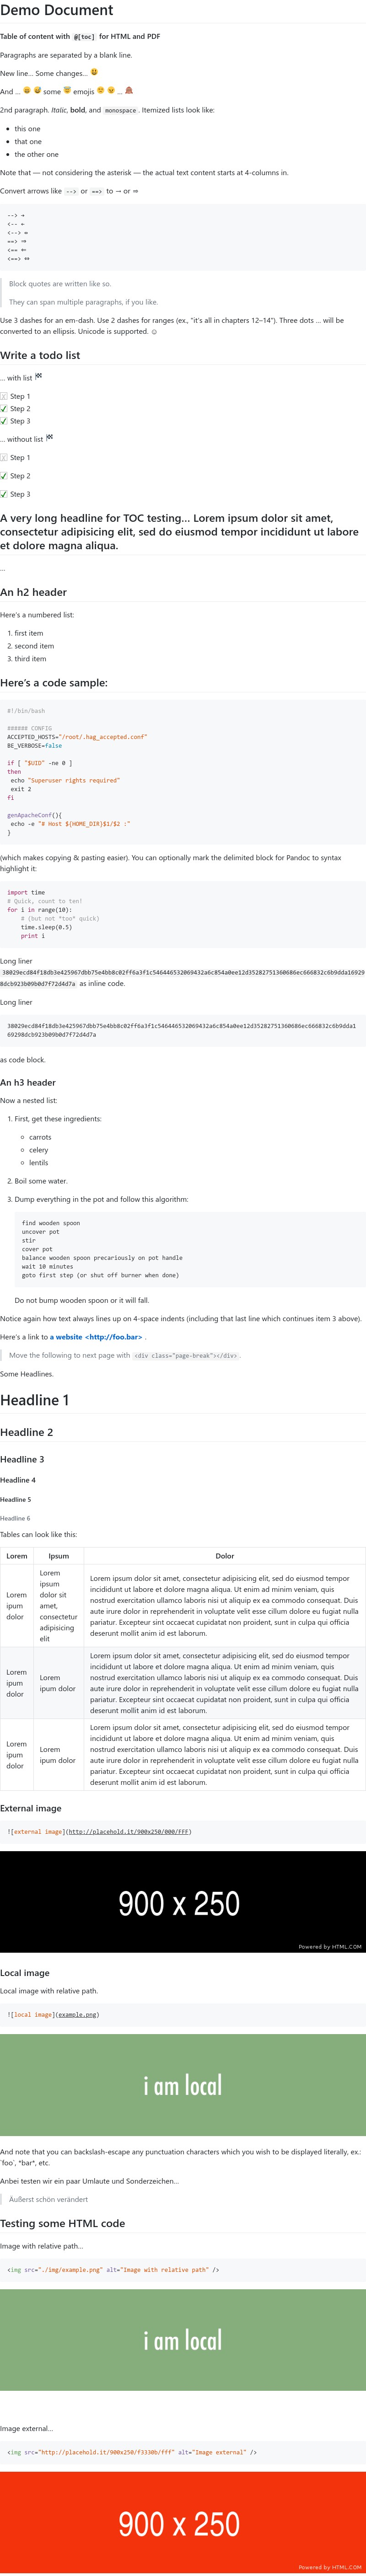 Demo Document
Table of content with @[toc] for HTML and PDF
Paragraphs are separated by a blank line.
New line… Some changes… 😃
And … 😄 😅 some 😇 emojis 😗 😠 … 🙈
2nd paragraph. Italic, bold, and monospace. Itemized lists look like:
• this one
• that one
• the other one
Note that — not considering the asterisk — the actual text content starts at 4-columns in.
Convert arrows like --> or ==> to → or ⇒
--> →
<-- ←
<--> ↔
==> ⇒
<== ⇐
<==> ⇔
Block quotes are written like so.
They can span multiple paragraphs, if you like.
Use 3 dashes for an em-dash. Use 2 dashes for ranges (ex., “it’s all in chapters 12–14”). Three dots … will be
converted to an ellipsis. Unicode is supported. ☺
Write a todo list
… with list 🏁
Step 1
☑ Step 2
☑ Step 3
… without list 🏁
Step 1
☑ Step 2
☑ Step 3
A very long headline for TOC testing… Lorem ipsum dolor sit amet,
consectetur adipisicing elit, sed do eiusmod tempor incididunt ut labore
et dolore magna aliqua.
…
An h2 header
Here’s a numbered list:
1. first item
2. second item
3. third item
Here’s a code sample:
#!/bin/bash
###### CONFIG
ACCEPTED_HOSTS="/root/.hag_accepted.conf"
BE_VERBOSE=false
if [ "$UID" -ne 0 ]
then
echo "Superuser rights required"
exit 2
fi
genApacheConf(){
echo -e "# Host ${HOME_DIR}$1/$2 :"
}
(which makes copying & pasting easier). You can optionally mark the delimited block for Pandoc to syntax
highlight it:
import time
# Quick, count to ten!
for i in range(10):
# (but not *too* quick)
time.sleep(0.5)
print i
Long liner
38029ecd84f18db3e425967dbb75e4bb8c02ff6a3f1c546446532069432a6c854a0ee12d35282751360686ec666832c6b9dda16929
8dcb923b09b0d7f72d4d7a as inline code.
Long liner
38029ecd84f18db3e425967dbb75e4bb8c02ff6a3f1c546446532069432a6c854a0ee12d35282751360686ec666832c6b9dda1
69298dcb923b09b0d7f72d4d7a
as code block.
An h3 header
Now a nested list:
1. First, get these ingredients:
◦ carrots
◦ celery
◦ lentils
2. Boil some water.
3. Dump everything in the pot and follow this algorithm:
find wooden spoon
uncover pot
stir
cover pot
balance wooden spoon precariously on pot handle
wait 10 minutes
goto first step (or shut off burner when done)
Do not bump wooden spoon or it will fall.
Notice again how text always lines up on 4-space indents (including that last line which continues item 3 above).
Here’s a link to a website <http://foo.bar> .
Move the following to next page with <div class="page-break"></div>.
Some Headlines.
Headline 1
Headline 2
Headline 3
Headline 4
Headline 5
Headline 6
Tables can look like this:
Lorem Ipsum Dolor
Lorem ipum dolor
Lorem ipsum dolor sit amet, consectetur adipisicing elit
Lorem ipsum dolor sit amet, consectetur adipisicing elit, sed do eiusmod tempor
incididunt ut labore et dolore magna aliqua. Ut enim ad minim veniam, quis
nostrud exercitation ullamco laboris nisi ut aliquip ex ea commodo consequat. Duis
aute irure dolor in reprehenderit in voluptate velit esse cillum dolore eu fugiat nulla
pariatur. Excepteur sint occaecat cupidatat non proident, sunt in culpa qui officia
deserunt mollit anim id est laborum.
Lorem ipum dolor
Lorem ipum dolor
Lorem ipsum dolor sit amet, consectetur adipisicing elit, sed do eiusmod tempor
incididunt ut labore et dolore magna aliqua. Ut enim ad minim veniam, quis
nostrud exercitation ullamco laboris nisi ut aliquip ex ea commodo consequat. Duis
aute irure dolor in reprehenderit in voluptate velit esse cillum dolore eu fugiat nulla
pariatur. Excepteur sint occaecat cupidatat non proident, sunt in culpa qui officia
deserunt mollit anim id est laborum.
Lorem ipum dolor
Lorem ipum dolor
Lorem ipsum dolor sit amet, consectetur adipisicing elit, sed do eiusmod tempor
incididunt ut labore et dolore magna aliqua. Ut enim ad minim veniam, quis
nostrud exercitation ullamco laboris nisi ut aliquip ex ea commodo consequat. Duis
aute irure dolor in reprehenderit in voluptate velit esse cillum dolore eu fugiat nulla
pariatur. Excepteur sint occaecat cupidatat non proident, sunt in culpa qui officia
deserunt mollit anim id est laborum.
External image
![external image](http://placehold.it/900x250/000/FFF)
900 x 250
Powered by HTML.COM
Local image
Local image with relative path.
![local image](example.png)
i am local
And note that you can backslash-escape any punctuation characters which you wish to be displayed literally, ex.:
`foo`, *bar*, etc.
Anbei testen wir ein paar Umlaute und Sonderzeichen…
Äußerst schön verändert
Testing some HTML code
Image with relative path…
<img src="./img/example.png" alt="Image with relative path" />
i am local
Image external…
<img src="http://placehold.it/900x250/f3330b/fff" alt="Image external" />
900 x 250
Powered by HTML.COM